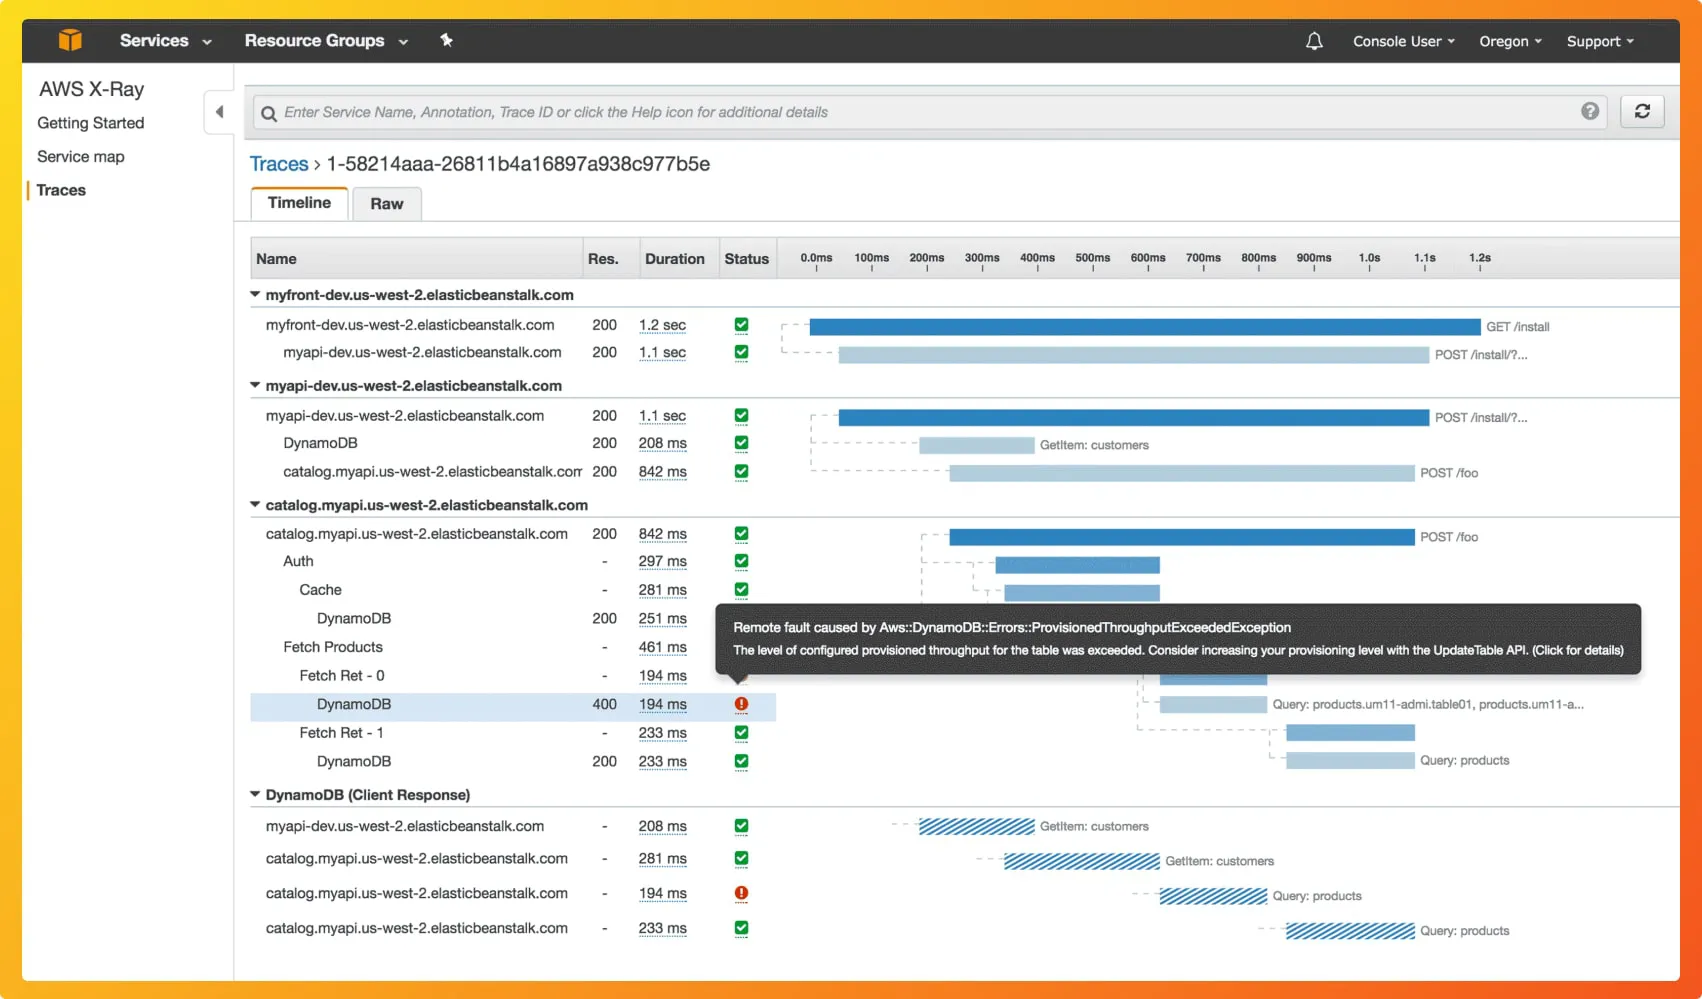 Services
Resource Groups
Console User
Oregon
Support
AWS X-Ray
Getting Started
Service map
Traces
Enter Service Name, Annotation, Trace ID or click the Help icon for additional details
?
Traces › 1-58214aaa-26811b4a16897a938c977b5e
Timeline
Raw
Name Res. Duration Status 0.0ms 100ms 200ms 300ms 400ms 500ms 600ms 700ms 800ms 900ms 1.0s 1.1s 1.2s
myfront-dev.us-west-2.elasticbeanstalk.com
myfront-dev.us-west-2.elasticbeanstalk.com 200 1.2 sec GET /install
myapi-dev.us-west-2.elasticbeanstalk.com 200 1.1 sec POST /install/?...
myapi-dev.us-west-2.elasticbeanstalk.com
myapi-dev.us-west-2.elasticbeanstalk.com 200 1.1 sec POST /install/?...
DynamoDB 200 208 ms GetItem: customers
catalog.myapi.us-west-2.elasticbeanstalk.com 200 842 ms POST /foo
catalog.myapi.us-west-2.elasticbeanstalk.com
catalog.myapi.us-west-2.elasticbeanstalk.com 200 842 ms POST /foo
Auth - 297 ms
Cache - 281 ms
DynamoDB 200 251 ms
Remote fault caused by Aws::DynamoDB::Errors::ProvisionedThroughputExceededException
The level of configured provisioned throughput for the table was exceeded. Consider increasing your provisioning level with the UpdateTable API. (Click for details)
Fetch Products - 461 ms
Fetch Ret - 0 - 194 ms
DynamoDB 400 194 ms Query: products.um11-admi.table01, products.um11-a...
Fetch Ret - 1 - 233 ms
DynamoDB 200 233 ms Query: products
DynamoDB (Client Response)
myapi-dev.us-west-2.elasticbeanstalk.com - 208 ms GetItem: customers
catalog.myapi.us-west-2.elasticbeanstalk.com - 281 ms GetItem: customers
catalog.myapi.us-west-2.elasticbeanstalk.com - 194 ms Query: products
catalog.myapi.us-west-2.elasticbeanstalk.com - 233 ms Query: products